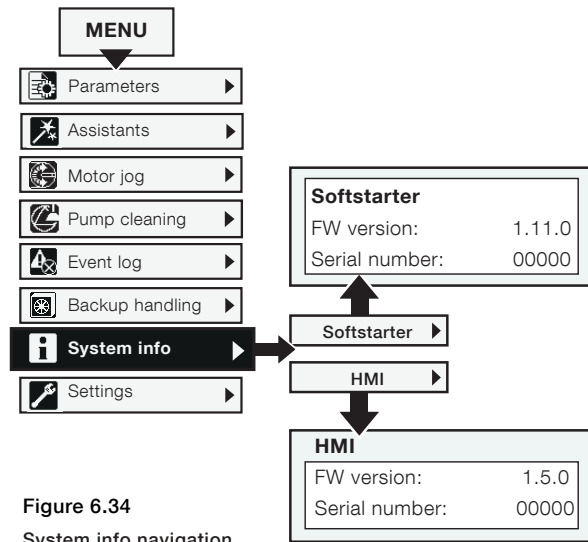 MENU
Parameters
Assistants
Motor jog
Pump cleaning
Event log
Backup handling
System info
Settings
Softstarter
FW version: 1.11.0
Serial number: 00000
Softstarter
HMI
HMI
FW version: 1.5.0
Serial number: 00000
Figure 6.34
System info navigation